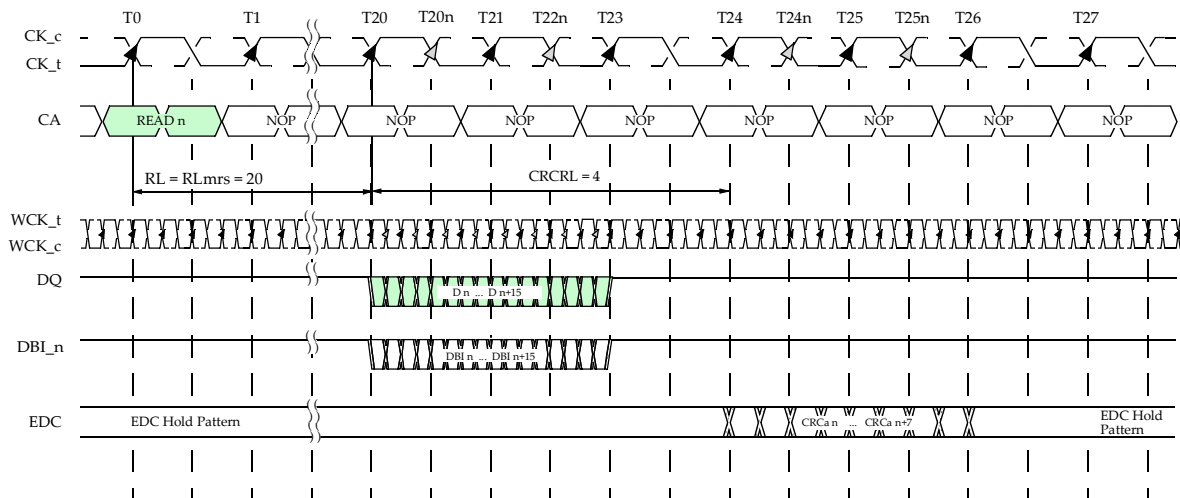 T0 T1 T20 T20n T21 T22n T23 T24 T24n T25 T25n T26 T27
CK_c
CK_t
CA READ n NOP NOP NOP NOP NOP NOP NOP NOP
RL = RLmrs = 20 CRCRL = 4
WCK_t
WCK_c
DQ
D n ... D n+15
DBI_n
DBI n ... DBI n+15
EDC EDC Hold Pattern CRCa n ... CRCa n+7 EDC Hold
Pattern